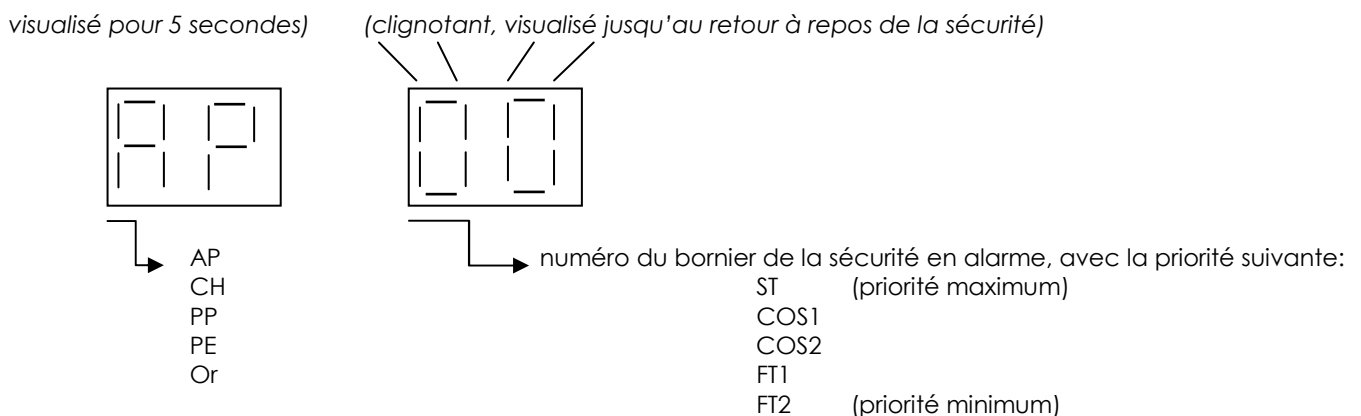 visualisé pour 5 secondes) (clignotant, visualisé jusqu'au retour à repos de la sécurité)
AP 00
AP numéro du bornier de la sécurité en alarme, avec la priorité suivante:
CH ST (priorité maximum)
PP COS1
PE COS2
Or FT1
FT2 (priorité minimum)